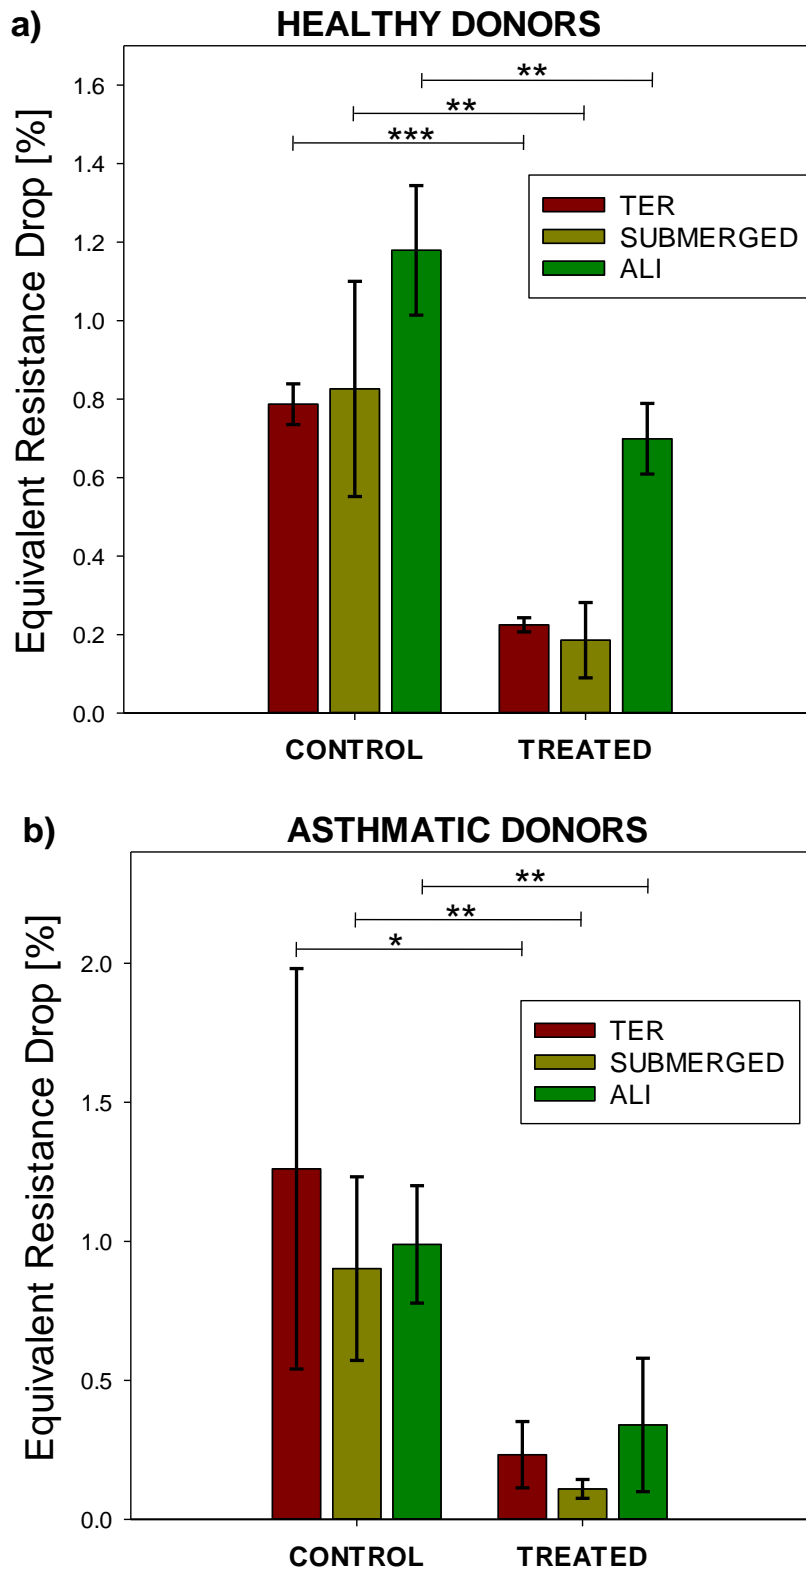 a)
HEALTHY DONORS
Equivalent Resistance Drop [%]
1.6
1.4
1.2
1.0
0.8
0.6
0.4
0.2
0.0
**
**
***
TER
SUBMERGED
ALI
CONTROL
TREATED
b)
ASTHMATIC DONORS
Equivalent Resistance Drop [%]
2.0
1.5
1.0
0.5
0.0
**
**
*
TER
SUBMERGED
ALI
CONTROL
TREATED